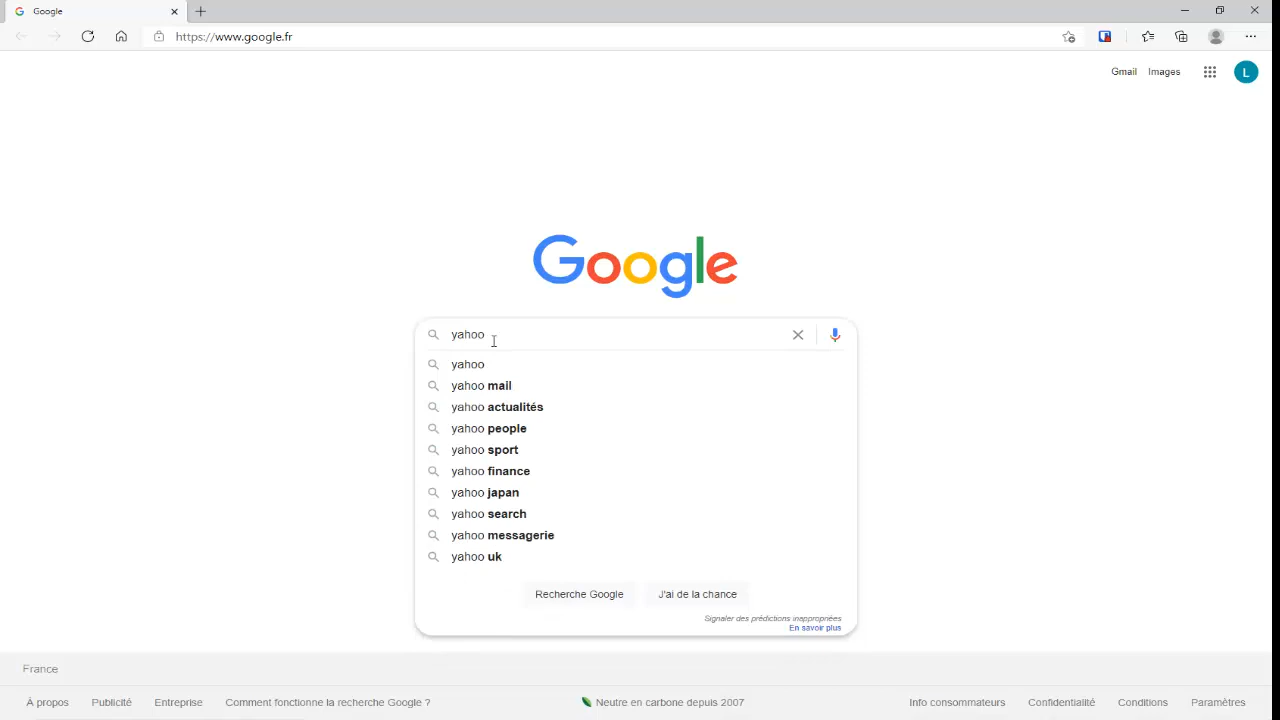 Google
https://www.google.fr
Gmail Images L
Google
yahoo
yahoo
yahoo mail
yahoo actualités
yahoo people
yahoo sport
yahoo finance
yahoo japan
yahoo search
yahoo messagerie
yahoo uk
Recherche Google J'ai de la chance
Signaler des prédictions inappropriées
En savoir plus
France
À propos Publicité Entreprise Comment fonctionne la recherche Google ? Neutre en carbone depuis 2007 Info consommateurs Confidentialité Conditions Paramètres